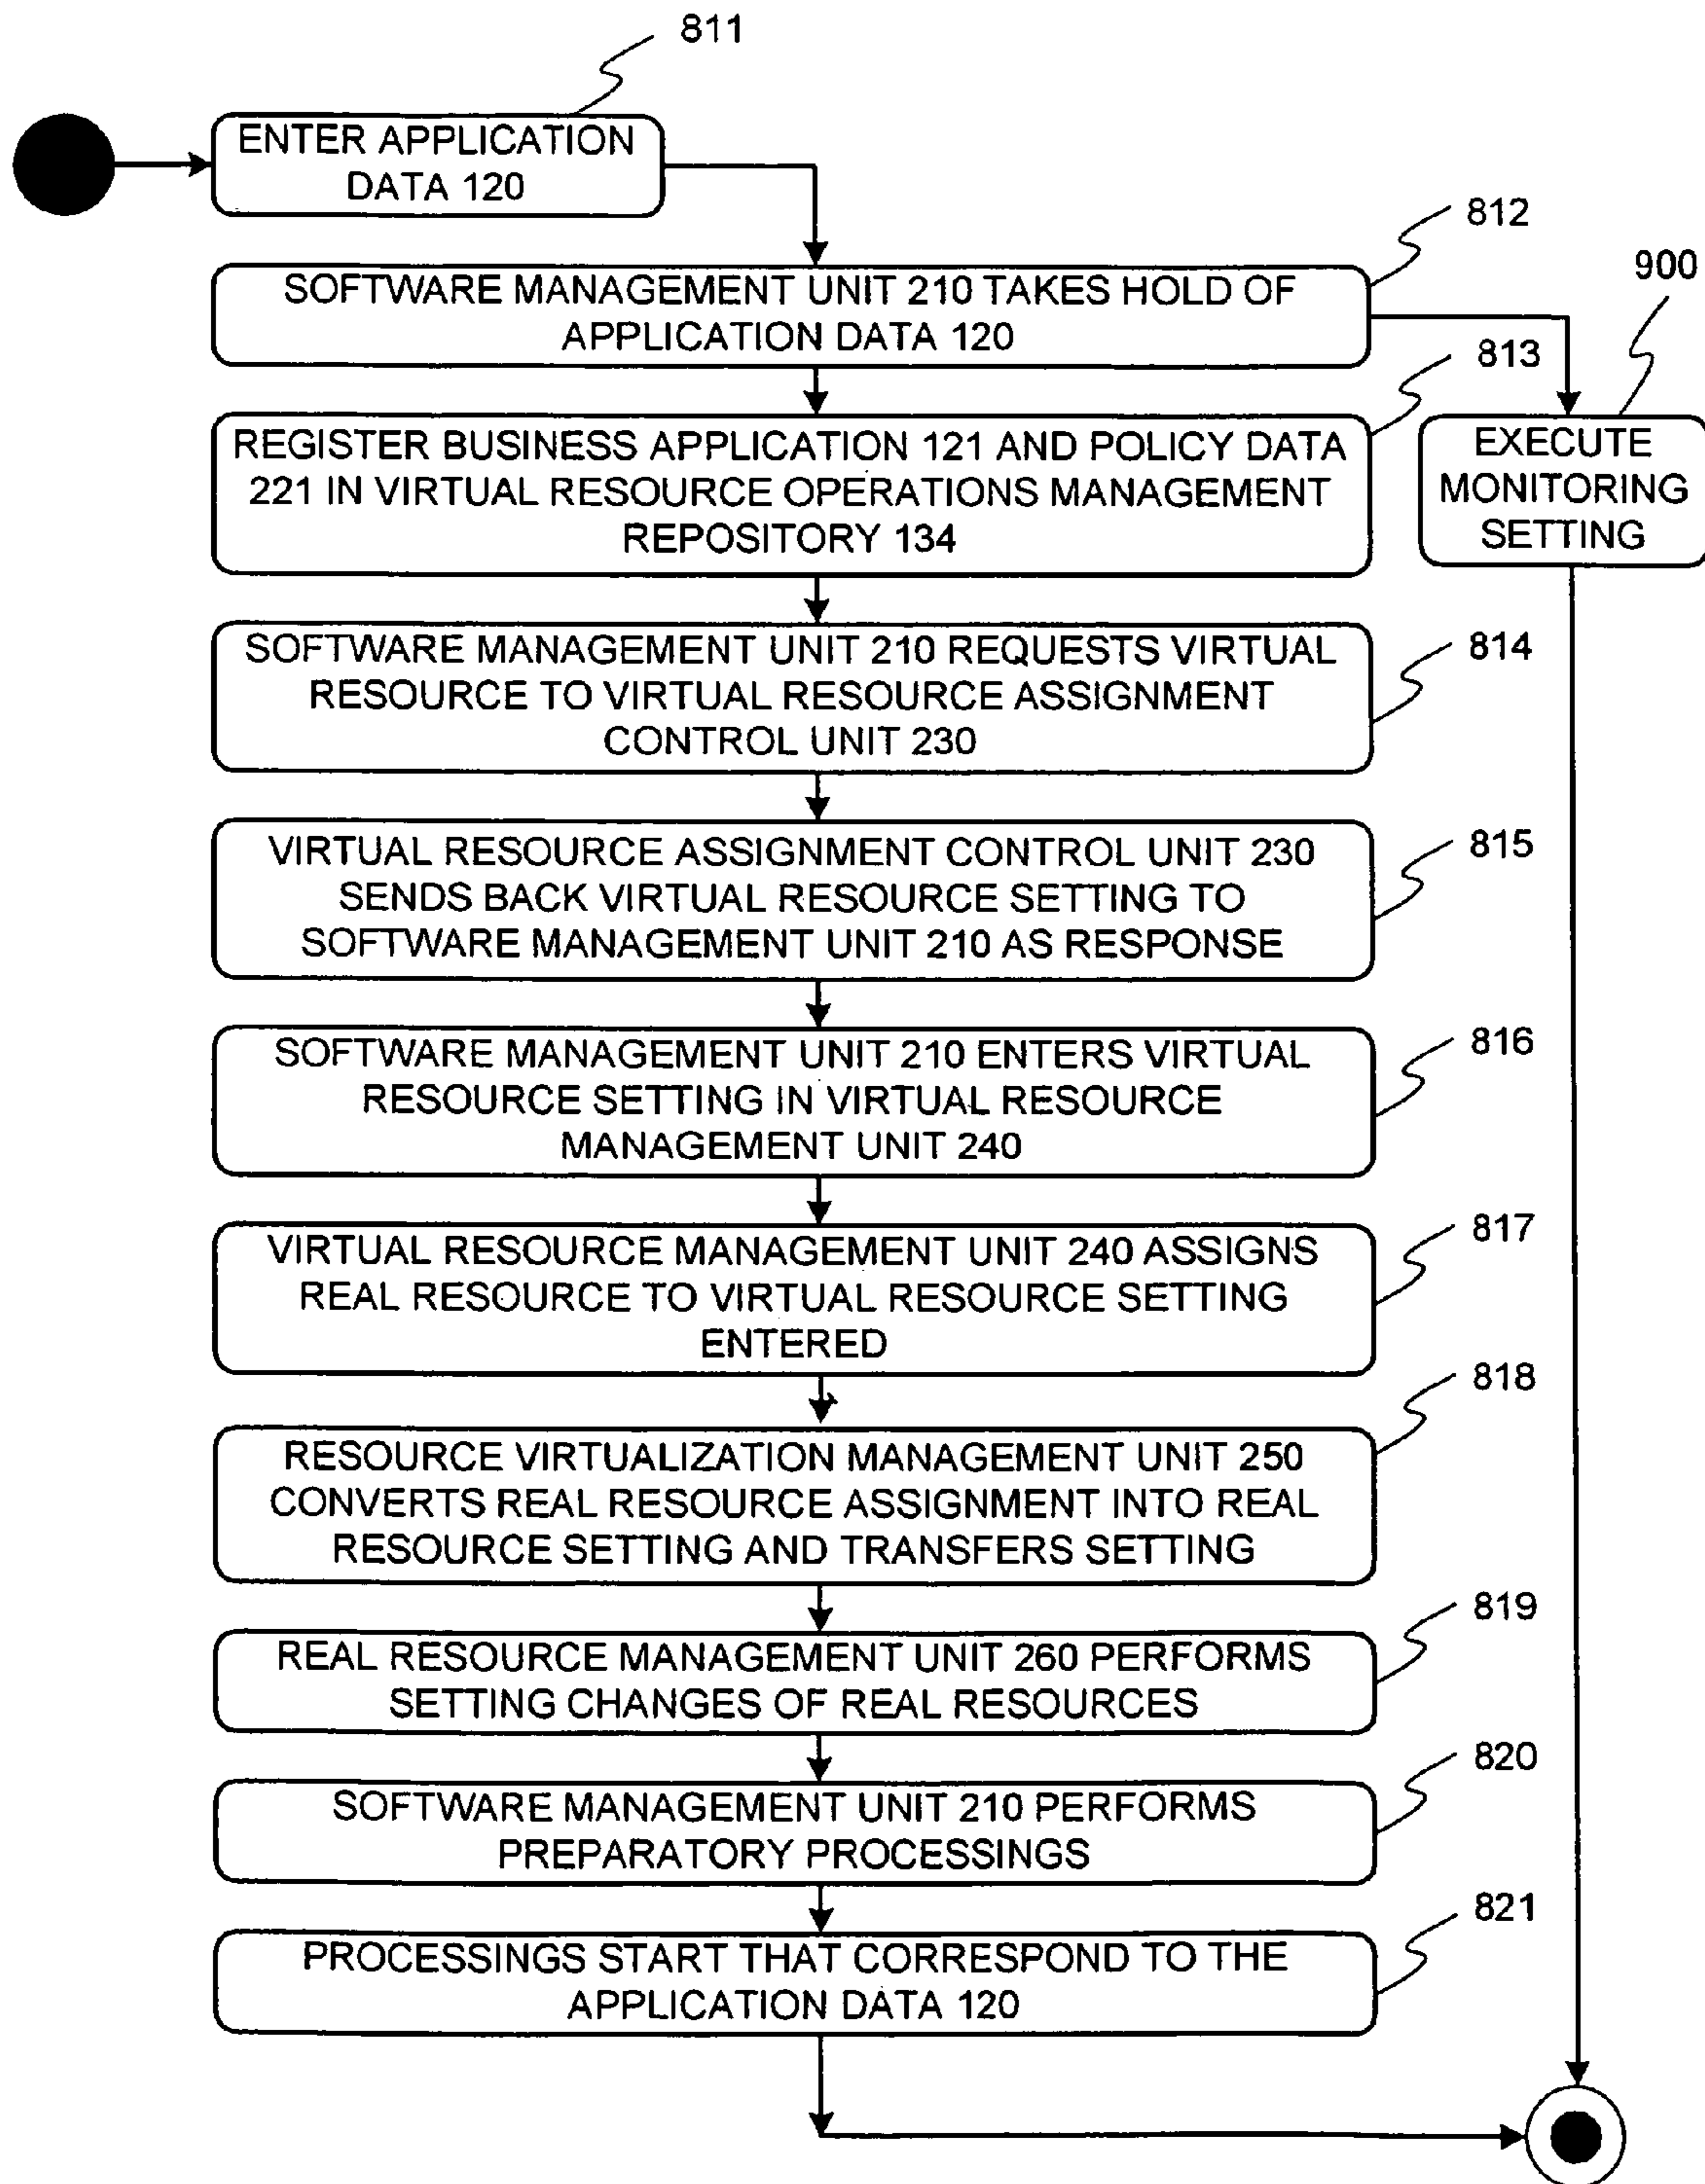 811
ENTER APPLICATION
DATA 120
812
SOFTWARE MANAGEMENT UNIT 210 TAKES HOLD OF
APPLICATION DATA 120
900
EXECUTE
MONITORING
SETTING
813
REGISTER BUSINESS APPLICATION 121 AND POLICY DATA
221 IN VIRTUAL RESOURCE OPERATIONS MANAGEMENT
REPOSITORY 134
814
SOFTWARE MANAGEMENT UNIT 210 REQUESTS VIRTUAL
RESOURCE TO VIRTUAL RESOURCE ASSIGNMENT
CONTROL UNIT 230
815
VIRTUAL RESOURCE ASSIGNMENT CONTROL UNIT 230
SENDS BACK VIRTUAL RESOURCE SETTING TO
SOFTWARE MANAGEMENT UNIT 210 AS RESPONSE
816
SOFTWARE MANAGEMENT UNIT 210 ENTERS VIRTUAL
RESOURCE SETTING IN VIRTUAL RESOURCE
MANAGEMENT UNIT 240
817
VIRTUAL RESOURCE MANAGEMENT UNIT 240 ASSIGNS
REAL RESOURCE TO VIRTUAL RESOURCE SETTING
ENTERED
818
RESOURCE VIRTUALIZATION MANAGEMENT UNIT 250
CONVERTS REAL RESOURCE ASSIGNMENT INTO REAL
RESOURCE SETTING AND TRANSFERS SETTING
819
REAL RESOURCE MANAGEMENT UNIT 260 PERFORMS
SETTING CHANGES OF REAL RESOURCES
820
SOFTWARE MANAGEMENT UNIT 210 PERFORMS
PREPARATORY PROCESSINGS
821
PROCESSINGS START THAT CORRESPOND TO THE
APPLICATION DATA 120